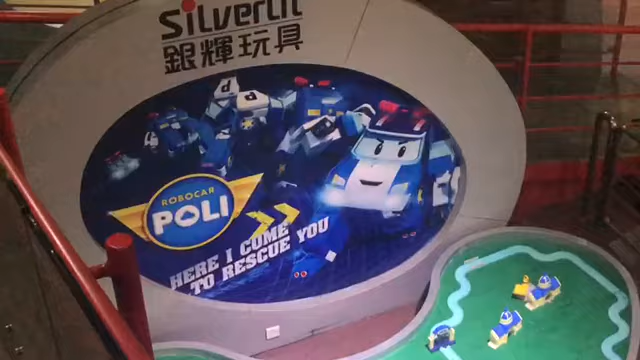 Silverlit
銀輝玩具
P
P
ROBOCAR
POLI
HERE I COME
TO RESCUE YOU